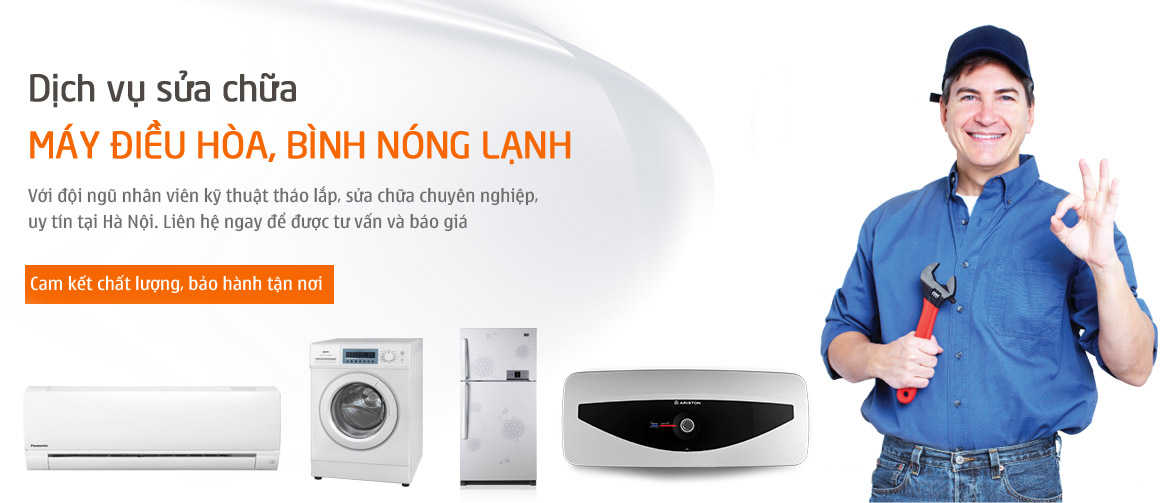 Dịch vụ sửa chữa
MÁY ĐIỀU HÒA, BÌNH NÓNG LẠNH
Với đội ngũ nhân viên kỹ thuật tháo lắp, sửa chữa chuyên nghiệp,
uy tín tại Hà Nội. Liên hệ ngay để được tư vấn và báo giá
Cam kết chất lượng, bảo hành tận nơi
Panasonic
ARISTON